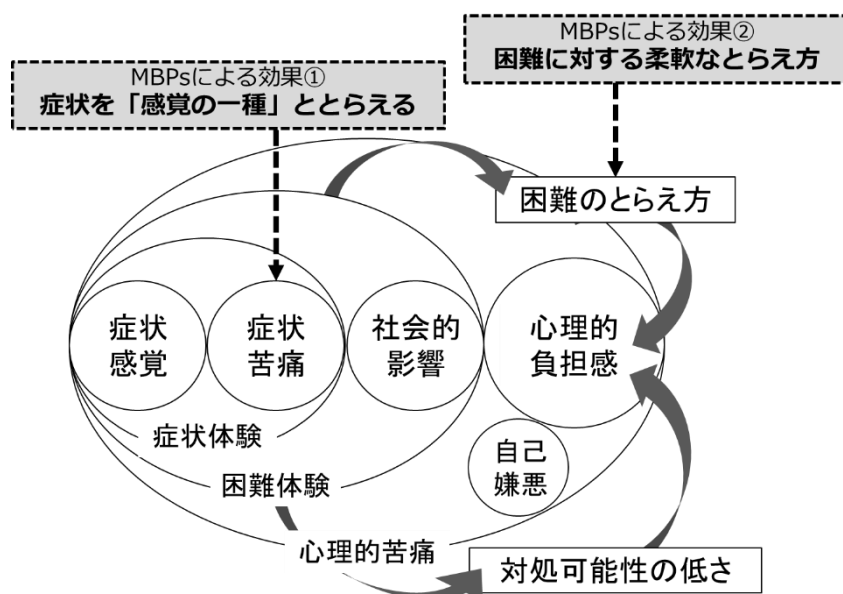 MBPsによる効果①
症状を「感覚の一種」ととらえる
MBPsによる効果②
困難に対する柔軟なとらえ方
困難のとらえ方
症状
感覚
症状
苦痛
社会的
影響
心理的
負担感
症状体験
自己
嫌悪
困難体験
心理的苦痛
対処可能性の低さ